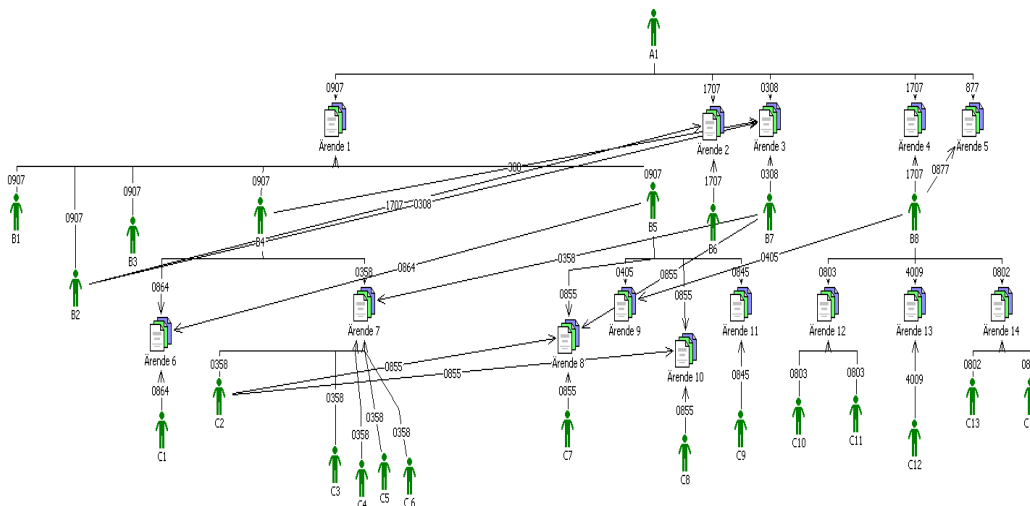 A1
0907
1707
0308
1707
877
Ärende 1
Ärende 2
Ärende 3
Ärende 4
Ärende 5
0907
0907
0907
0907
0907
1707
0308
1707
0877
300
1707
0308
B1
B2
B3
B4
B5
B6
B7
B8
0864
0358
0864
0358
0855
0405
0855
0405
0855
0845
0803
4009
0802
Ärende 6
Ärende 7
Ärende 8
Ärende 9
Ärende 10
Ärende 11
Ärende 12
Ärende 13
Ärende 14
0864
0358
0358
0358
0358
0358
0855
0855
0855
0855
0845
0803
0803
4009
0802
C1
C2
C3
C4
C5
C6
C7
C8
C9
C10
C11
C12
C13